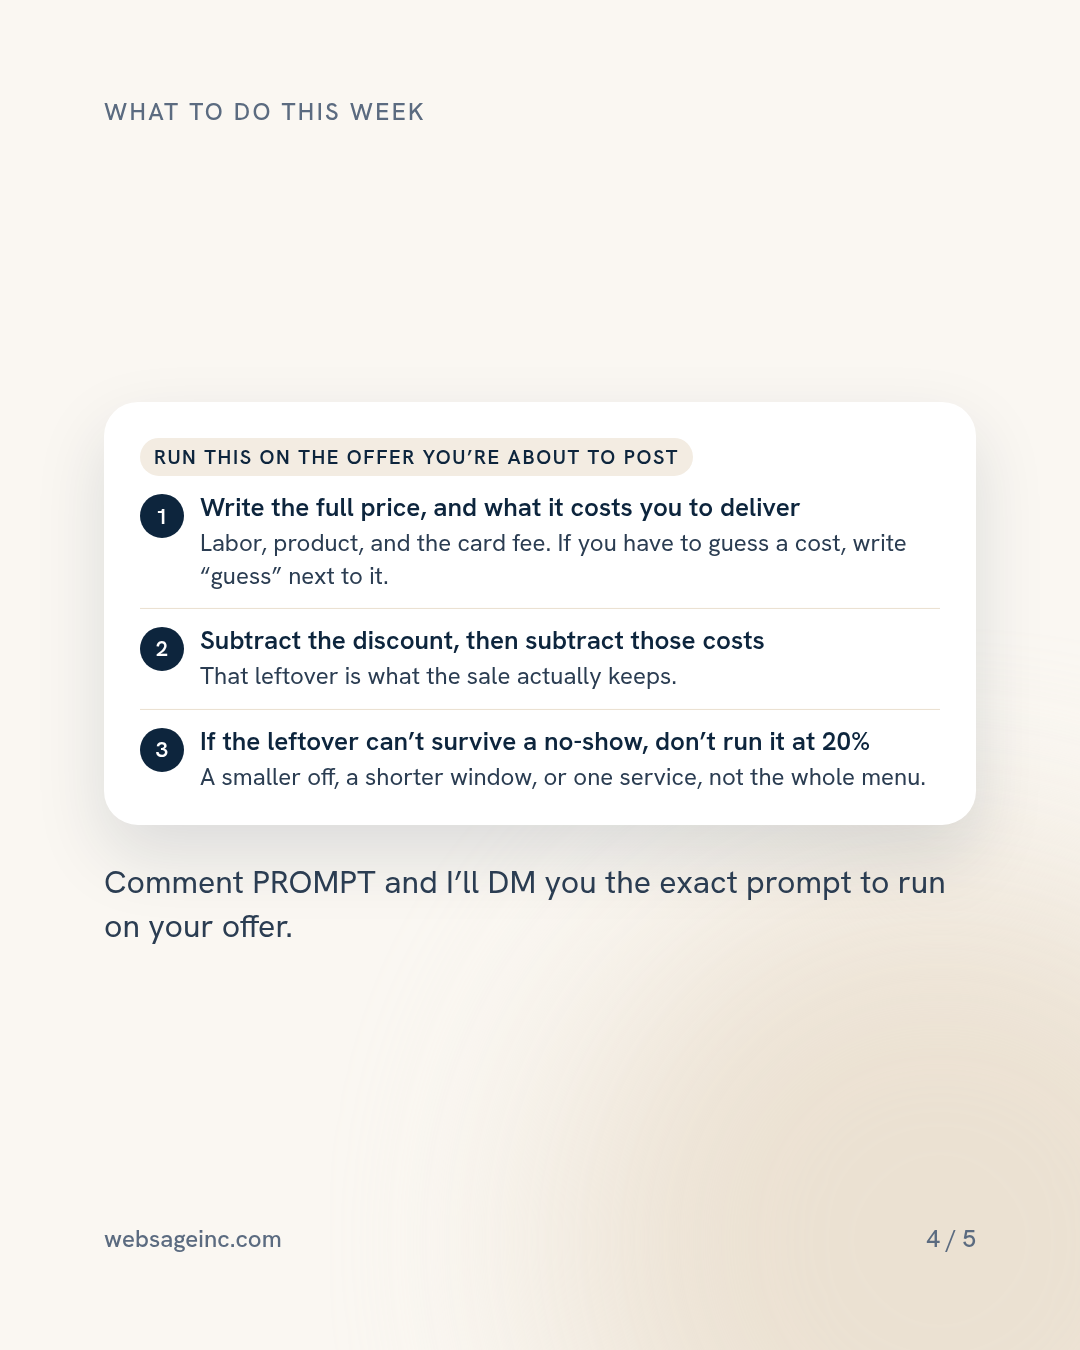 WHAT TO DO THIS WEEK
RUN THIS ON THE OFFER YOU’RE ABOUT TO POST
1
Write the full price, and what it costs you to deliver
Labor, product, and the card fee. If you have to guess a cost, write
“guess” next to it.
2
Subtract the discount, then subtract those costs
That leftover is what the sale actually keeps.
3
If the leftover can’t survive a no-show, don’t run it at 20%
A smaller off, a shorter window, or one service, not the whole menu.
Comment PROMPT and I’ll DM you the exact prompt to run
on your offer.
websageinc.com
4 / 5